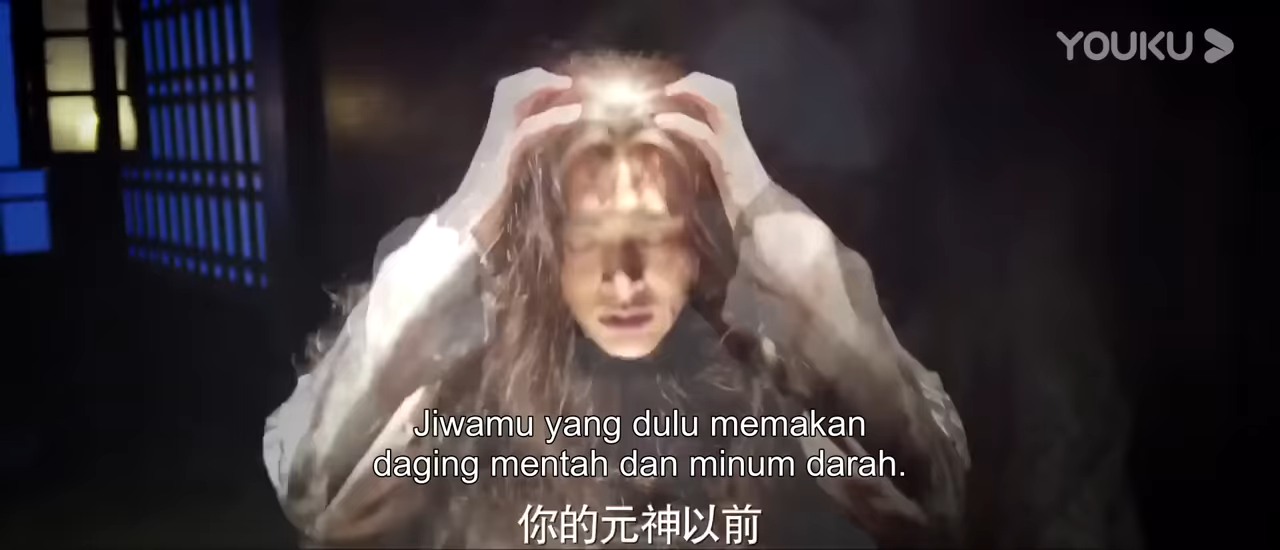 YOUKU
Jiwamu yang dulu memakan
daging mentah dan minum darah.
你的元神以前